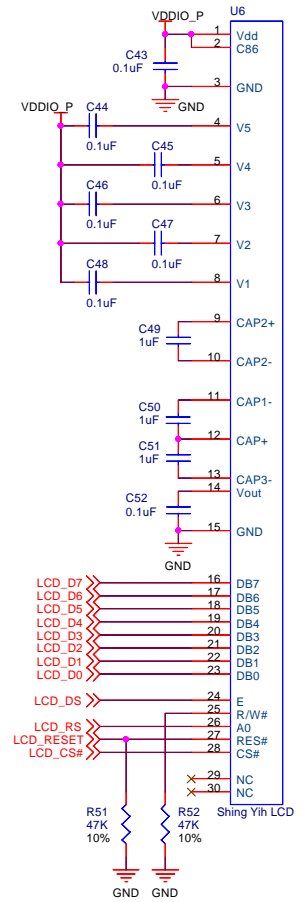 U6
VDDIO_P
1 Vdd
2 C86
C43
0.1uF
3 GND
GND
VDDIO_P
C44
0.1uF
4 V5
C45
0.1uF
5 V4
C46
0.1uF
6 V3
C47
0.1uF
7 V2
C48
0.1uF
8 V1
9 CAP2+
C49
1uF
10 CAP2-
11 CAP1-
C50
1uF
12 CAP+
C51
1uF
13 CAP3-
14 Vout
C52
0.1uF
15 GND
GND
LCD_D7 16 DB7
LCD_D6 17 DB6
LCD_D5 18 DB5
LCD_D4 19 DB4
LCD_D3 20 DB3
LCD_D2 21 DB2
LCD_D1 22 DB1
LCD_D0 23 DB0
LCD_DS 24 E
25 R/W#
LCD_RS 26 A0
LCD_RESET 27 RES#
LCD_CS# 28 CS#
29 NC
30 NC
Shing Yih LCD
R51 R52
47K 47K
10% 10%
GND GND